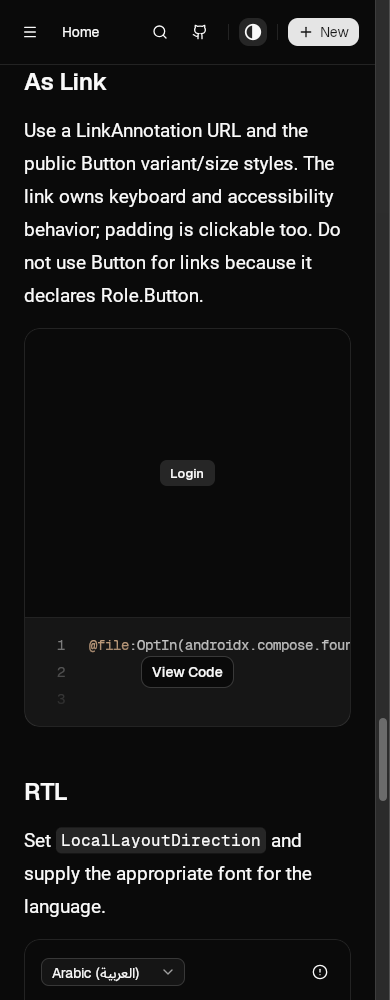 Home
New
As Link
Use a LinkAnnotation URL and the
public Button variant/size styles. The
link owns keyboard and accessibility
behavior; padding is clickable too. Do
not use Button for links because it
declares Role.Button.
Login
1 @file:OptIn(androidx.compose.foun
2
View Code
3
RTL
Set LocalLayoutDirection and
supply the appropriate font for the
language.
Arabic (العربية)